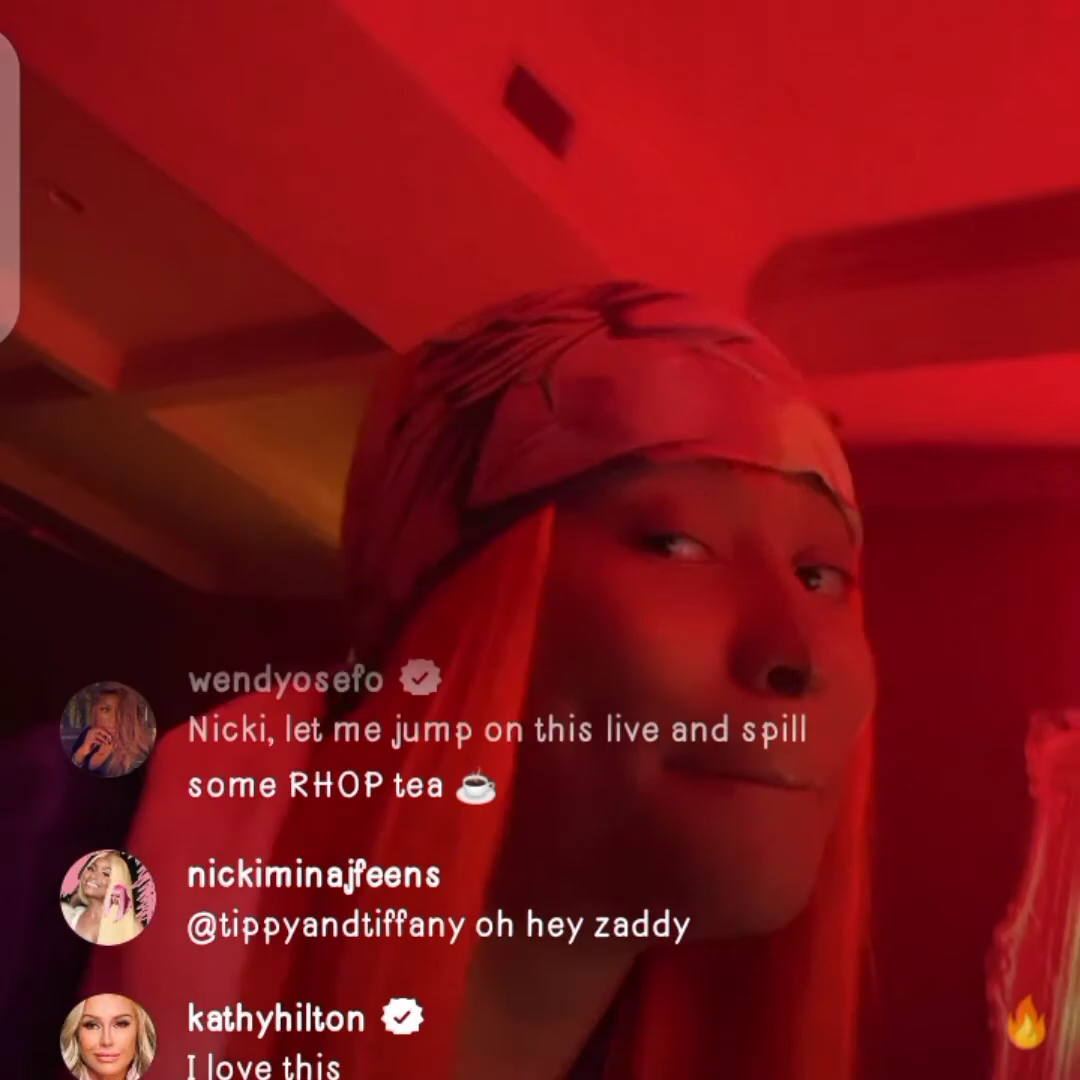 wendyosefo
Nicki, let me jump on this live and spill
some RHOP tea ☕
nickiminajfeens
@tippyandtiffany oh hey zaddy
kathyhilton
I love this